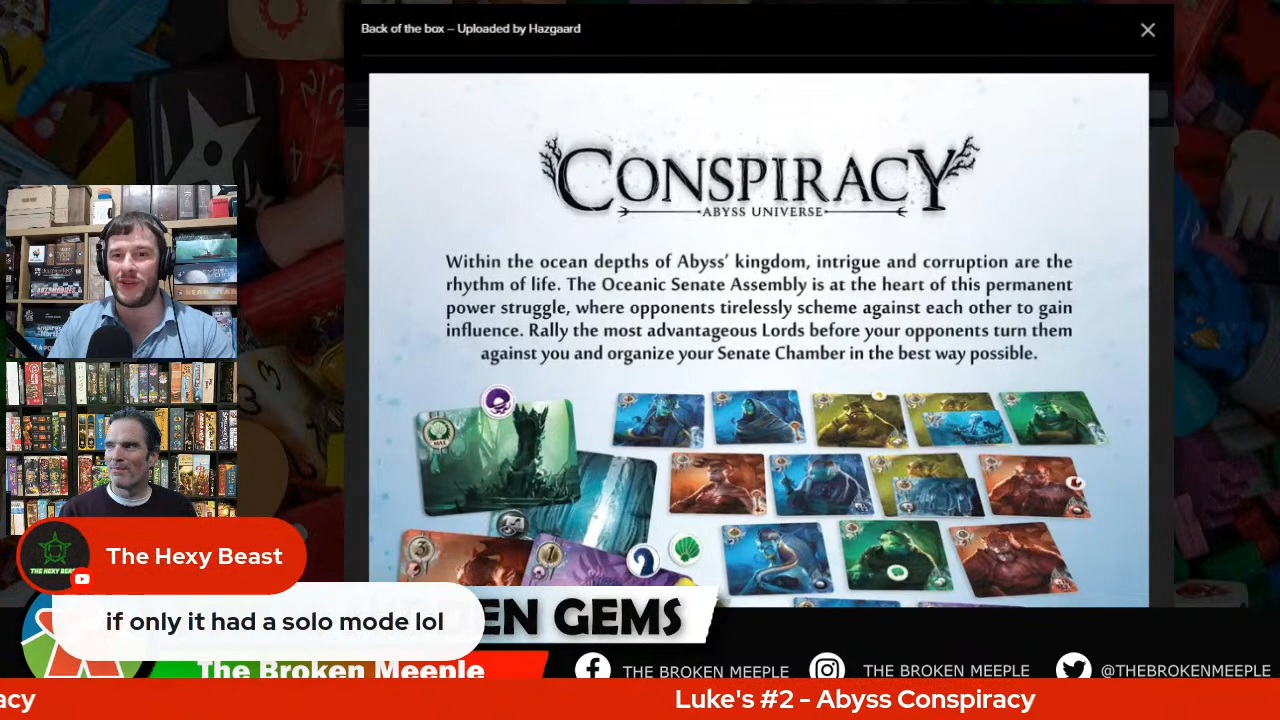 Back of the box – Uploaded by Hazgaard
CONSPIRACY
ABYSS UNIVERSE
Within the ocean depths of Abyss' kingdom, intrigue and corruption are the
rhythm of life. The Oceanic Senate Assembly is at the heart of this permanent
power struggle, where opponents tirelessly scheme against each other to gain
influence. Rally the most advantageous Lords before your opponents turn them
against you and organize your Senate Chamber in the best way possible.
The Hexy Beast
if only it had a solo mode lol
EN GEMS
The Broken Meeple
THE BROKEN MEEPLE
THE BROKEN MEEPLE
@THEBROKENMEEPLE
acy
Luke's #2 - Abyss Conspiracy